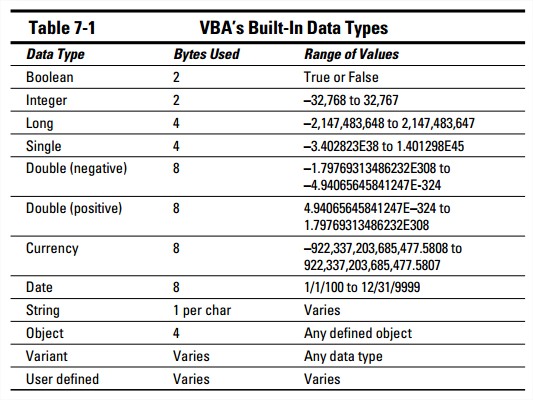 Table 7-1 VBA's Built-In Data Types
Data Type Bytes Used Range of Values
Boolean 2 True or False
Integer 2 –32,768 to 32,767
Long 4 –2,147,483,648 to 2,147,483,647
Single 4 –3.402823E38 to 1.401298E45
Double (negative) 8 –1.79769313486232E308 to
–4.94065645841247E-324
Double (positive) 8 4.94065645841247E–324 to
1.79769313486232E308
Currency 8 –922,337,203,685,477.5808 to
922,337,203,685,477.5807
Date 8 1/1/100 to 12/31/9999
String 1 per char Varies
Object 4 Any defined object
Variant Varies Any data type
User defined Varies Varies